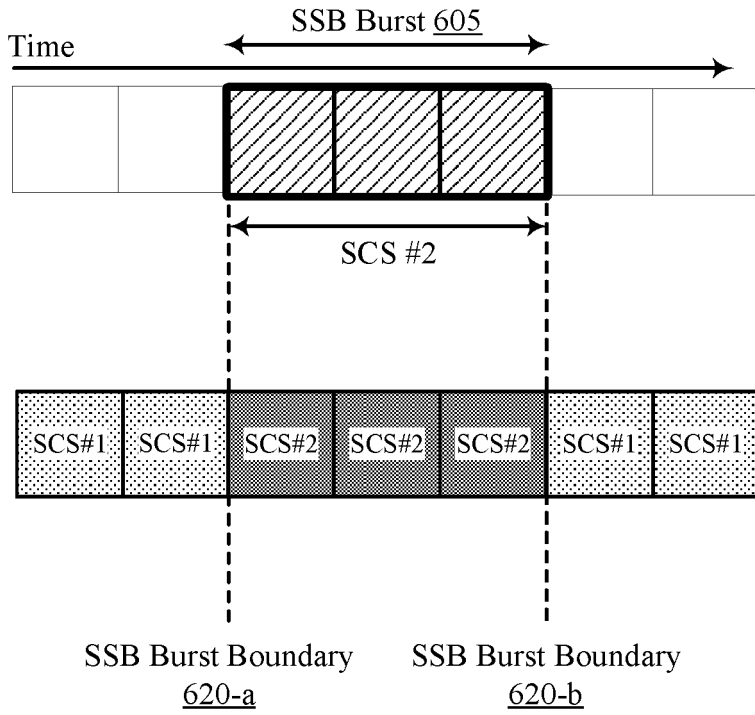 SSB Burst 605
Time
SCS #2
SCS#1 SCS#1 SCS#2 SCS#2 SCS#2 SCS#1 SCS#1
SSB Burst Boundary SSB Burst Boundary
620-a 620-b